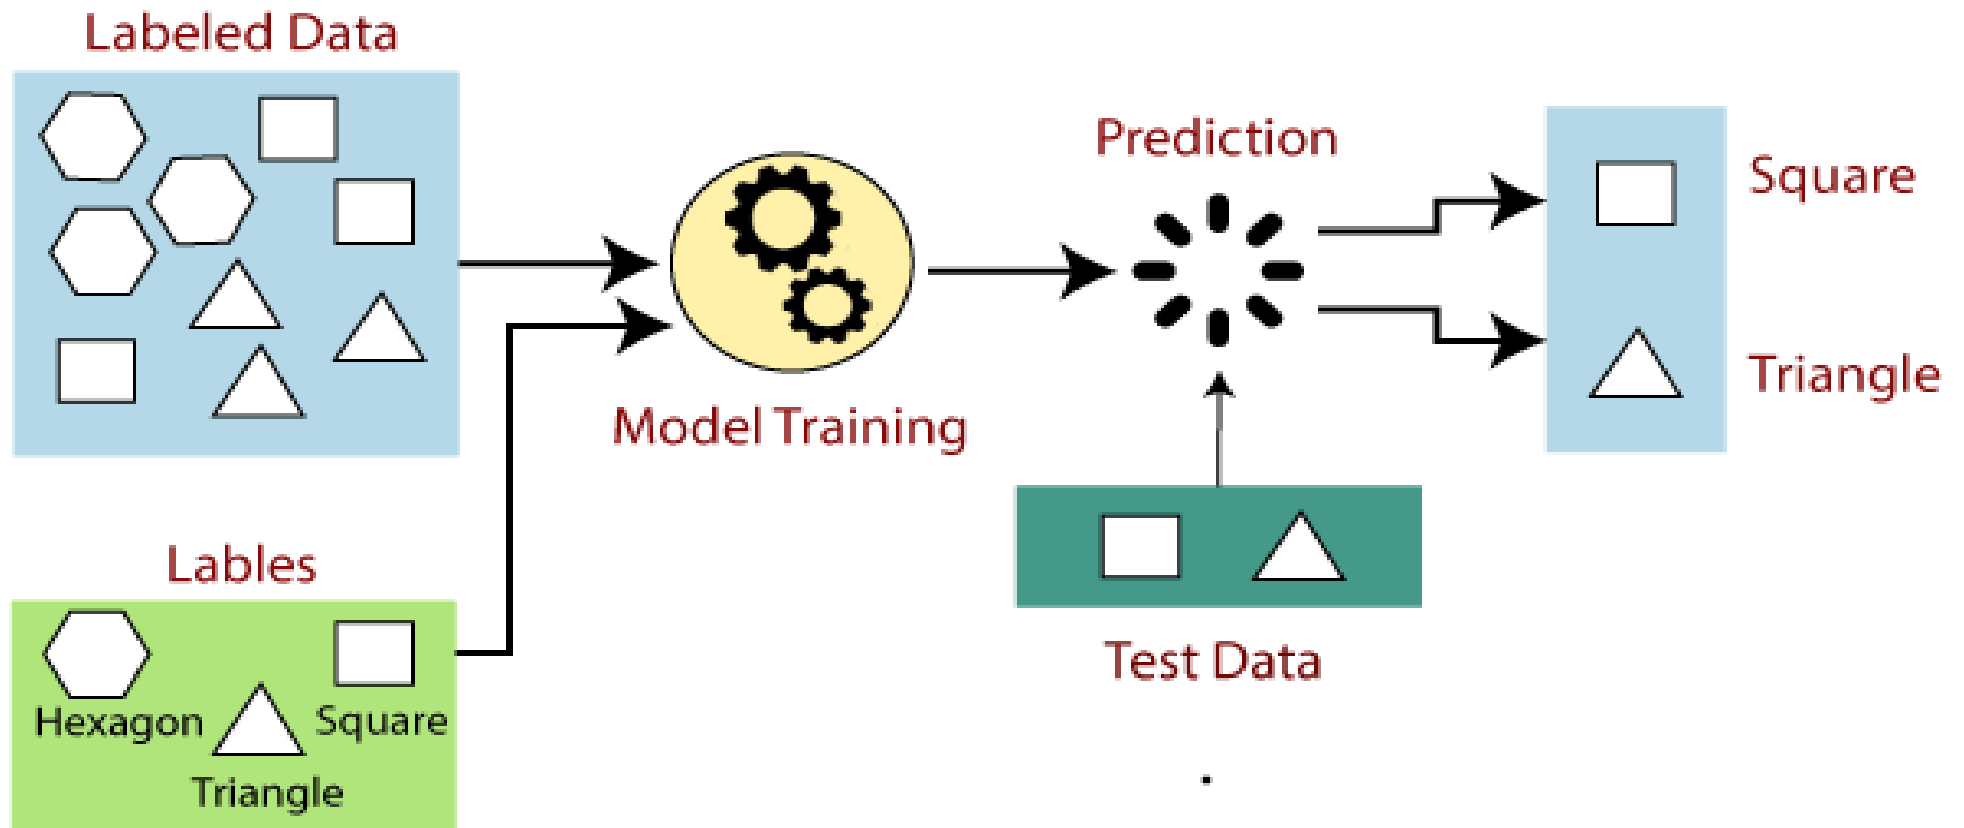 Labeled Data
Prediction
Square
Triangle
Model Training
Lables
Hexagon
Square
Triangle
Test Data